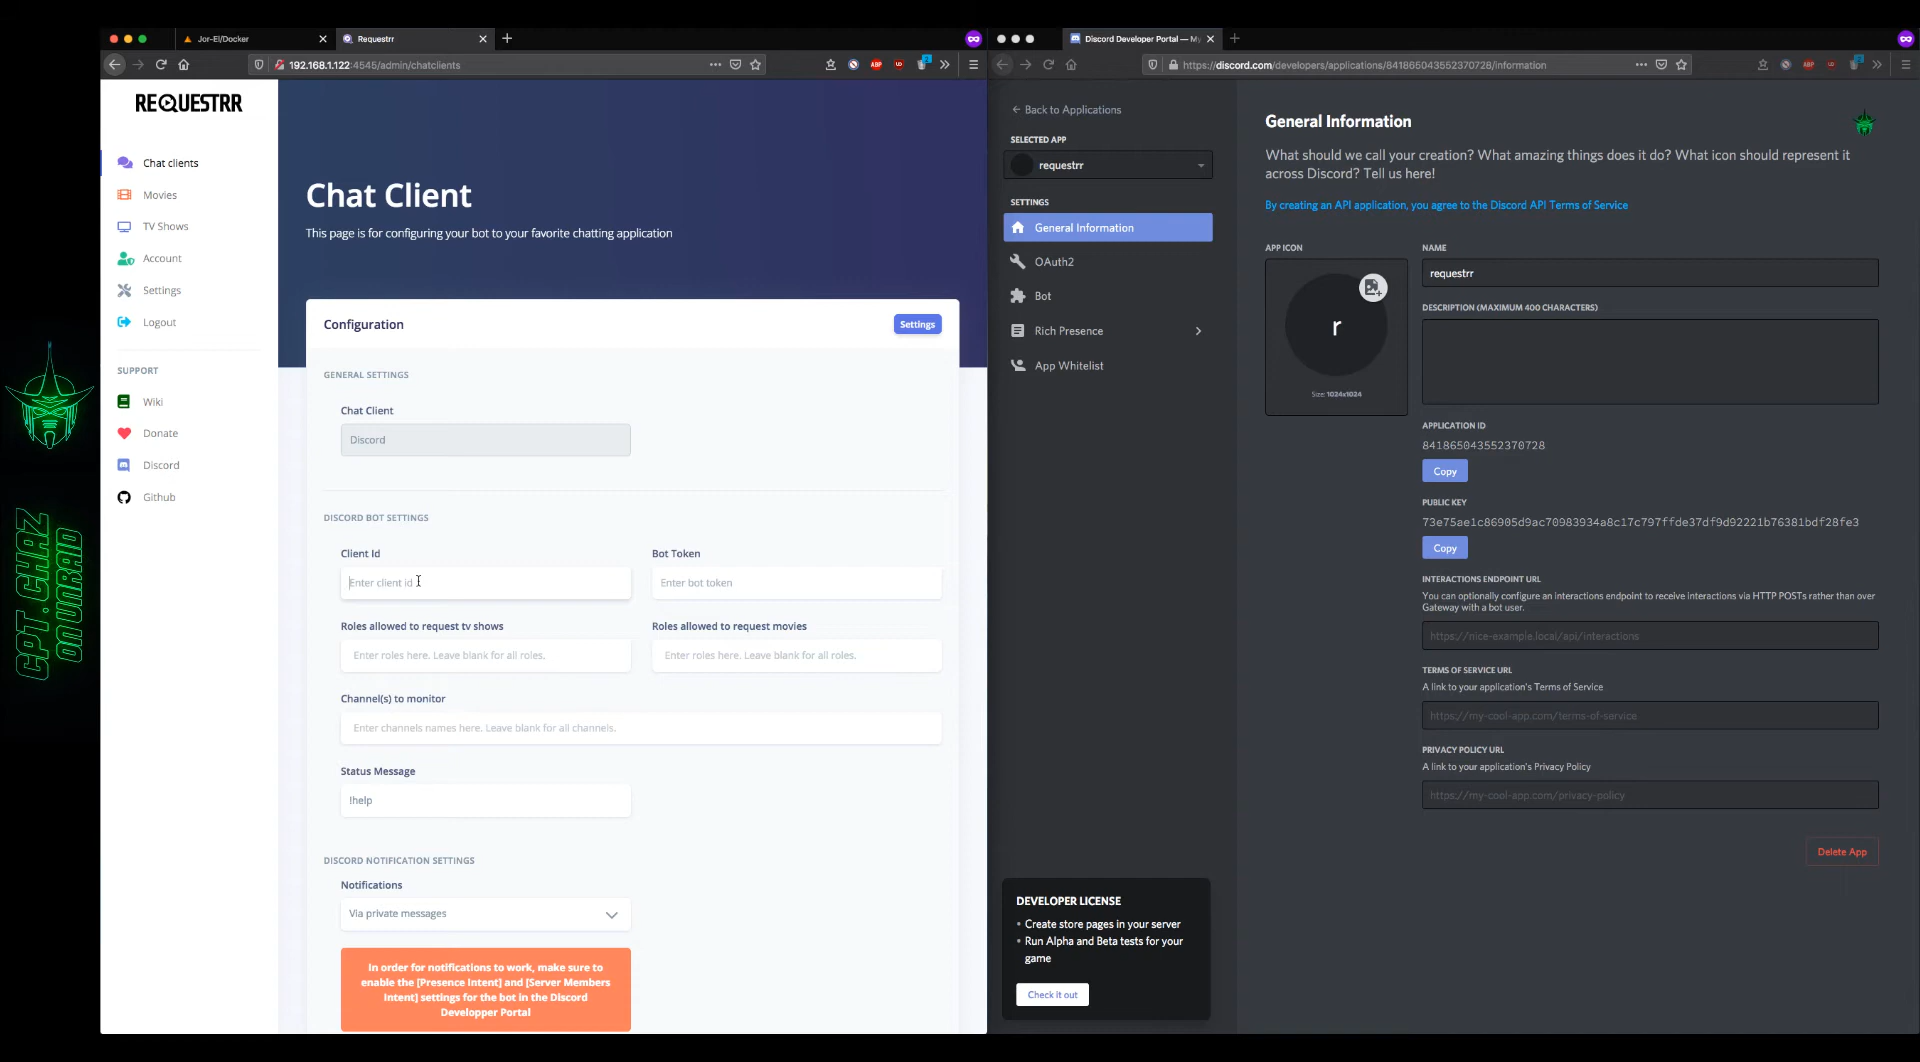 Jor-El/Docker
Requestrr
192.168.1.122:4545/admin/chatclients
REQUESTRR
Chat clients
Movies
TV Shows
Account
Settings
Logout
SUPPORT
Wiki
Donate
Discord
Github
CPT. CHAZ
ON UNRAID
Chat Client
This page is for configuring your bot to your favorite chatting application
Configuration
Settings
GENERAL SETTINGS
Chat Client
Discord
DISCORD BOT SETTINGS
Client Id
Bot Token
Enter client id
Enter bot token
Roles allowed to request tv shows
Roles allowed to request movies
Enter roles here. Leave blank for all roles.
Enter roles here. Leave blank for all roles.
Channel(s) to monitor
Enter channels names here. Leave blank for all channels.
Status Message
!help
DISCORD NOTIFICATION SETTINGS
Notifications
Via private messages
In order for notifications to work, make sure to
enable the [Presence Intent] and [Server Members
Intent] settings for the bot in the Discord
Developper Portal
Discord Developer Portal — My
https://discord.com/developers/applications/841865043552370728/information
Back to Applications
SELECTED APP
requestrr
SETTINGS
General Information
OAuth2
Bot
Rich Presence
App Whitelist
DEVELOPER LICENSE
• Create store pages in your server
• Run Alpha and Beta tests for your
game
Check it out
General Information
What should we call your creation? What amazing things does it do? What icon should represent it
across Discord? Tell us here!
By creating an API application, you agree to the Discord API Terms of Service
APP ICON
r
Size: 1024x1024
NAME
requestrr
DESCRIPTION (MAXIMUM 400 CHARACTERS)
APPLICATION ID
841865043552370728
Copy
PUBLIC KEY
73e75ae1c86905d9ac70983934a8c17c797ffde37df9d92221b76381bdf28fe3
Copy
INTERACTIONS ENDPOINT URL
You can optionally configure an interactions endpoint to receive interactions via HTTP POSTs rather than over
Gateway with a bot user.
https://nice-example.local/api/interactions
TERMS OF SERVICE URL
A link to your application's Terms of Service
https://my-cool-app.com/terms-of-service
PRIVACY POLICY URL
A link to your application's Privacy Policy
https://my-cool-app.com/privacy-policy
Delete App